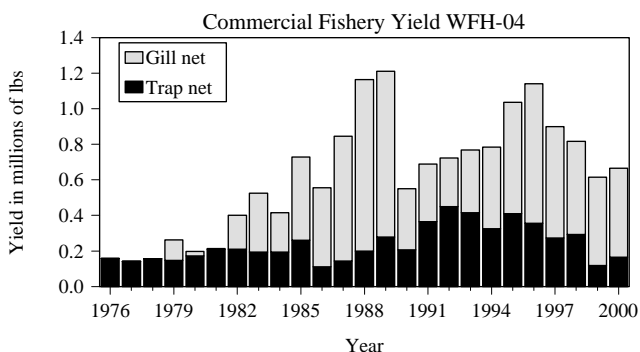 Commercial Fishery Yield WFH-04
1.4
1.2
1.0
0.8
0.6
0.4
0.2
0.0
Yield in millions of lbs
Gill net
Trap net
1976 1979 1982 1985 1988 1991 1994 1997 2000
Year